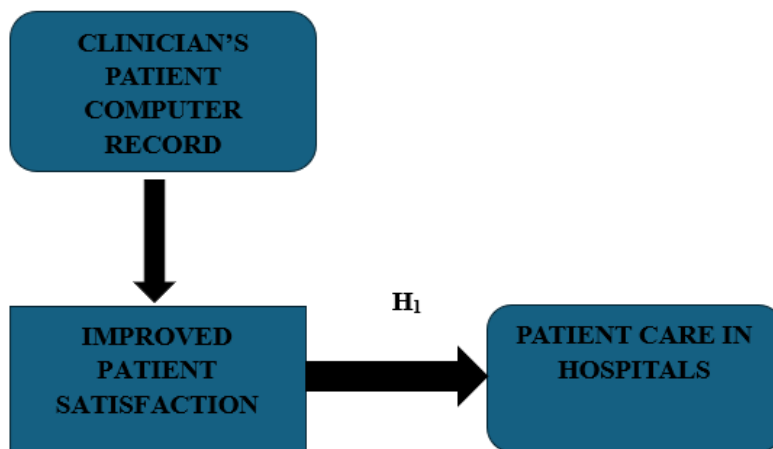 CLINICIAN’S
PATIENT
COMPUTER
RECORD
H1
IMPROVED
PATIENT
SATISFACTION
PATIENT CARE IN
HOSPITALS